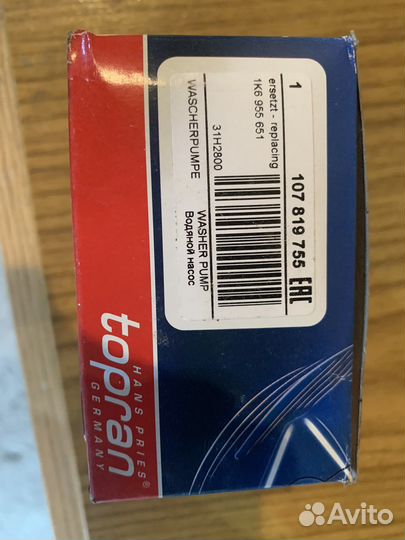 1
107 819 755 EAC
ersetzt - replacing
1K6 955 651
31H2800
WASCHERPUMPE
WASHER PUMP
Водяной насос
HANS PRIES®
topran
GERMANY
Avito